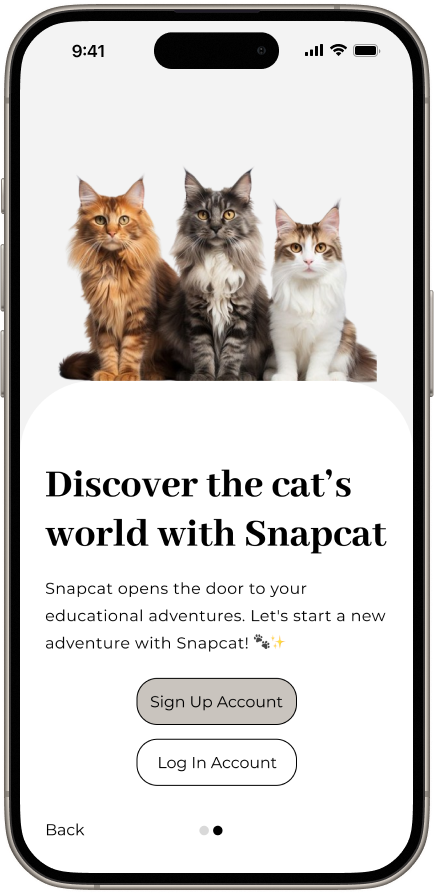 9:41
Discover the cat's
world with Snapcat
Snapcat opens the door to your
educational adventures. Let's start a new
adventure with Snapcat! 🐾✨
Sign Up Account
Log In Account
Back